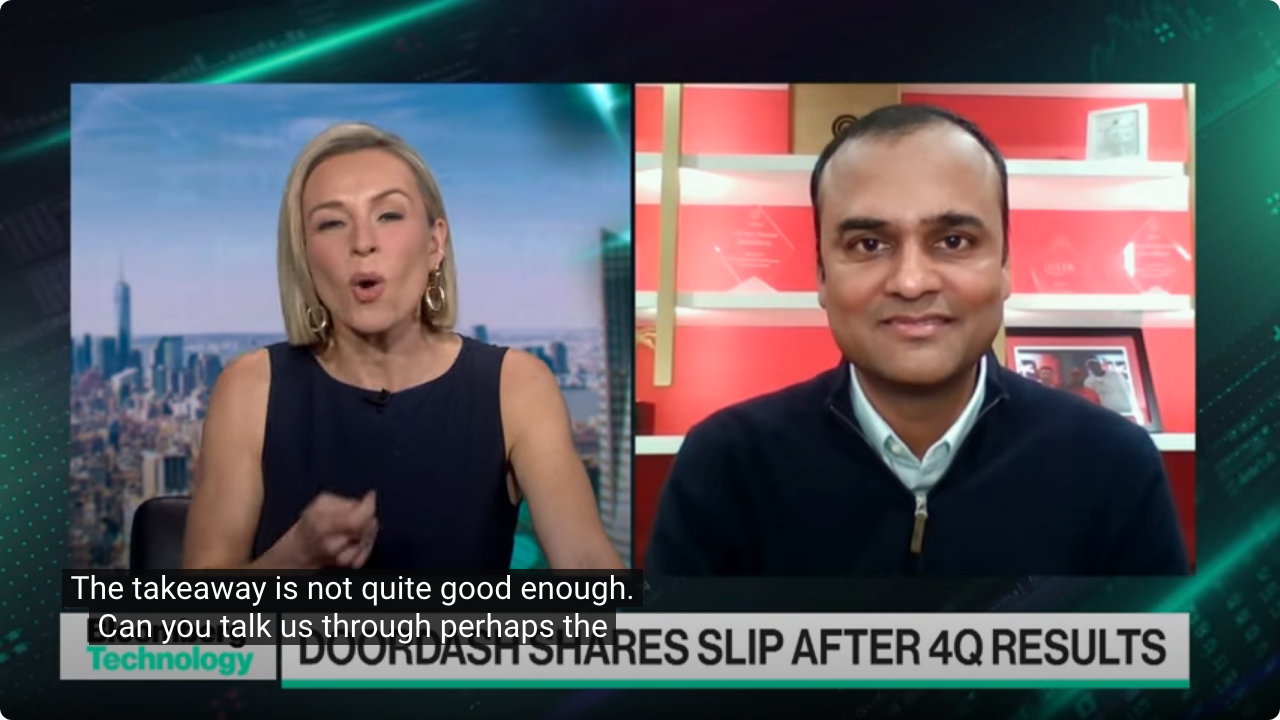 The takeaway is not quite good enough.
Can you talk us through perhaps the
Bloomberg
Technology
DOORDASH SHARES SLIP AFTER 4Q RESULTS